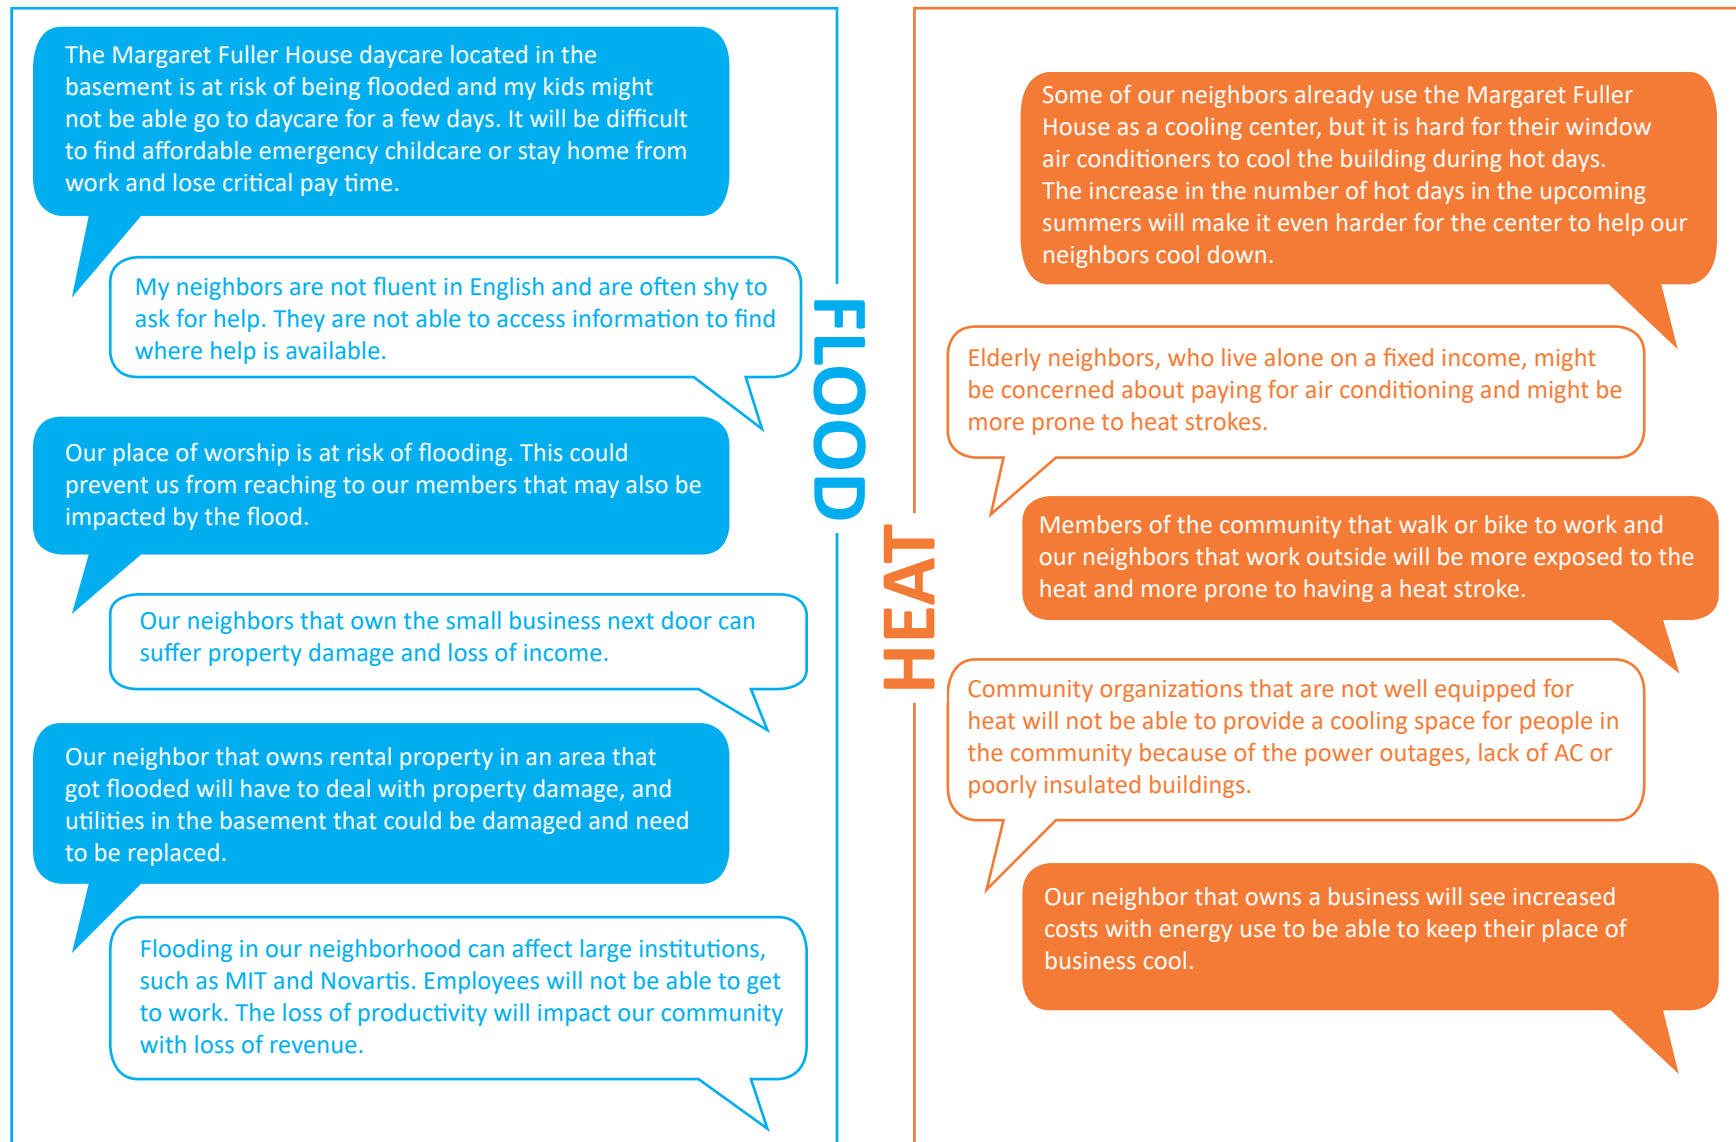 The Margaret Fuller House daycare located in the
basement is at risk of being flooded and my kids might
not be able go to daycare for a few days. It will be difficult
to find affordable emergency childcare or stay home from
work and lose critical pay time.
My neighbors are not fluent in English and are often shy to
ask for help. They are not able to access information to find
where help is available.
Our place of worship is at risk of flooding. This could
prevent us from reaching to our members that may also be
impacted by the flood.
Our neighbors that own the small business next door can
suffer property damage and loss of income.
Our neighbor that owns rental property in an area that
got flooded will have to deal with property damage, and
utilities in the basement that could be damaged and need
to be replaced.
Flooding in our neighborhood can affect large institutions,
such as MIT and Novartis. Employees will not be able to get
to work. The loss of productivity will impact our community
with loss of revenue.
FLOOD
HEAT
Some of our neighbors already use the Margaret Fuller
House as a cooling center, but it is hard for their window
air conditioners to cool the building during hot days.
The increase in the number of hot days in the upcoming
summers will make it even harder for the center to help our
neighbors cool down.
Elderly neighbors, who live alone on a fixed income, might
be concerned about paying for air conditioning and might be
more prone to heat strokes.
Members of the community that walk or bike to work and
our neighbors that work outside will be more exposed to the
heat and more prone to having a heat stroke.
Community organizations that are not well equipped for
heat will not be able to provide a cooling space for people in
the community because of the power outages, lack of AC or
poorly insulated buildings.
Our neighbor that owns a business will see increased
costs with energy use to be able to keep their place of
business cool.